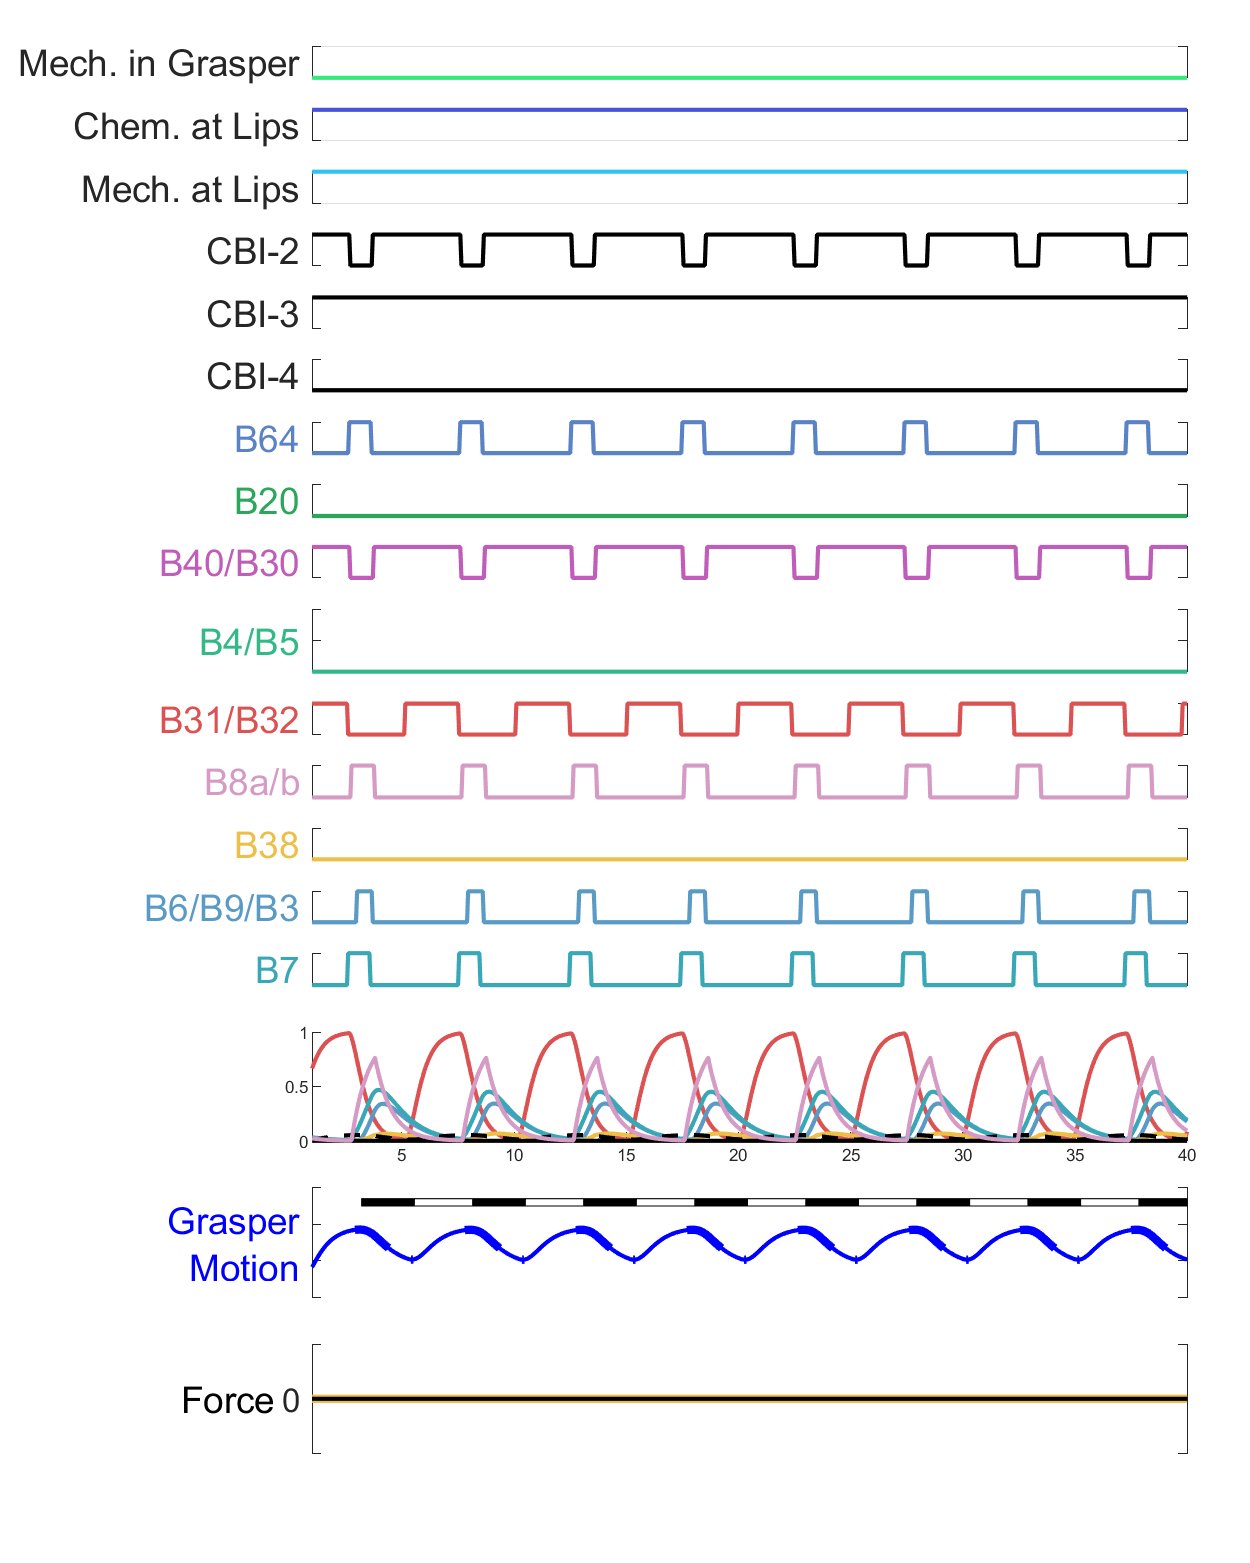 Mech. in Grasper
Chem. at Lips
Mech. at Lips
CBI-2
CBI-3
CBI-4
B64
B20
B40/B30
B4/B5
B31/B32
B8a/b
B38
B6/B9/B3
B7
1
0.5
0
5 10 15 20 25 30 35 40
Grasper
Motion
Force 0